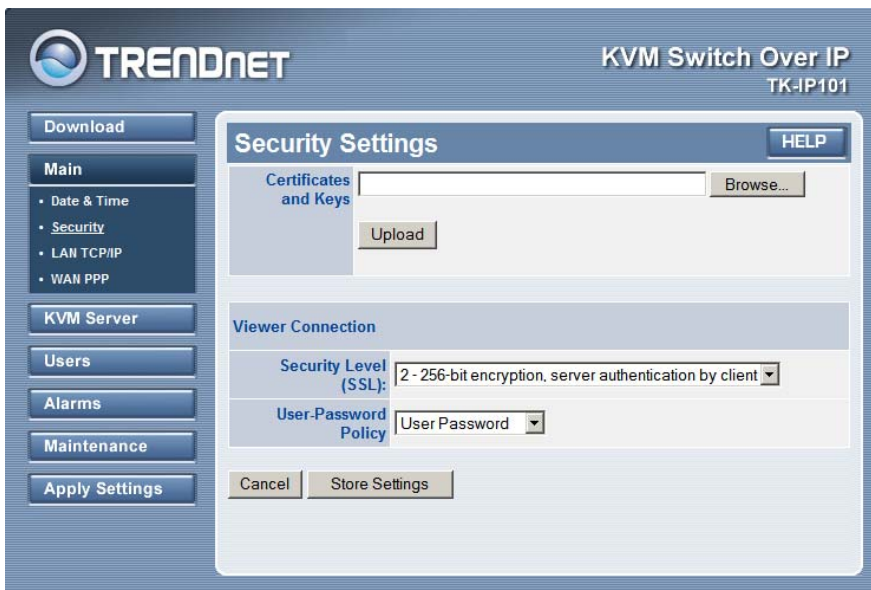 TRENDNET
KVM Switch Over IP
TK-IP101
Download
Main
• Date & Time
• Security
• LAN TCP/IP
• WAN PPP
KVM Server
Users
Alarms
Maintenance
Apply Settings
Security Settings
HELP
Certificates
and Keys
Browse...
Upload
Viewer Connection
Security Level
(SSL):
2 - 256-bit encryption, server authentication by client
User-Password
Policy
User Password
Cancel
Store Settings